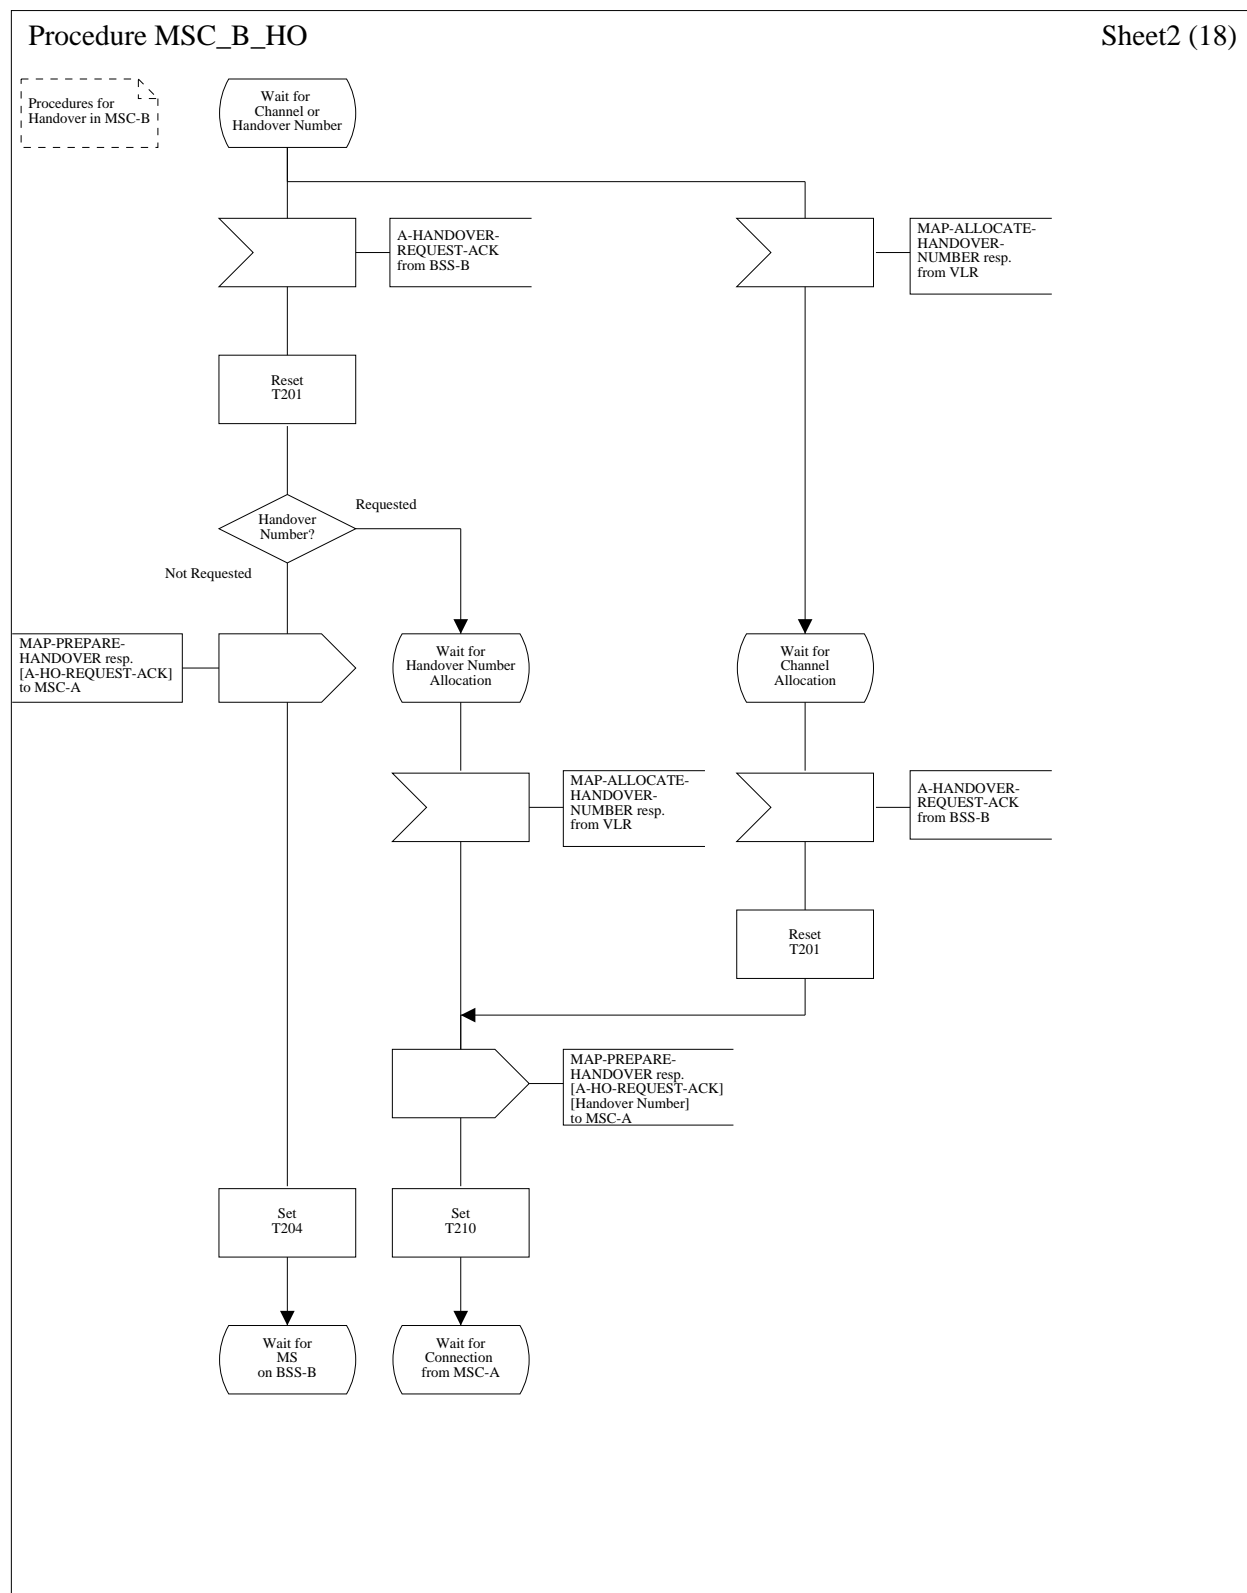 Procedure MSC_B_HO
Sheet2 (18)
Procedures for
Handover in MSC-B
Wait for
Channel or
Handover Number
A-HANDOVER-
REQUEST-ACK
from BSS-B
MAP-ALLOCATE-
HANDOVER-
NUMBER resp.
from VLR
Reset
T201
Handover
Number?
Requested
Not Requested
MAP-PREPARE-
HANDOVER resp.
[A-HO-REQUEST-ACK]
to MSC-A
Wait for
Handover Number
Allocation
Wait for
Channel
Allocation
MAP-ALLOCATE-
HANDOVER-
NUMBER resp.
from VLR
A-HANDOVER-
REQUEST-ACK
from BSS-B
Reset
T201
MAP-PREPARE-
HANDOVER resp.
[A-HO-REQUEST-ACK]
[Handover Number]
to MSC-A
Set
T204
Set
T210
Wait for
MS
on BSS-B
Wait for
Connection
from MSC-A